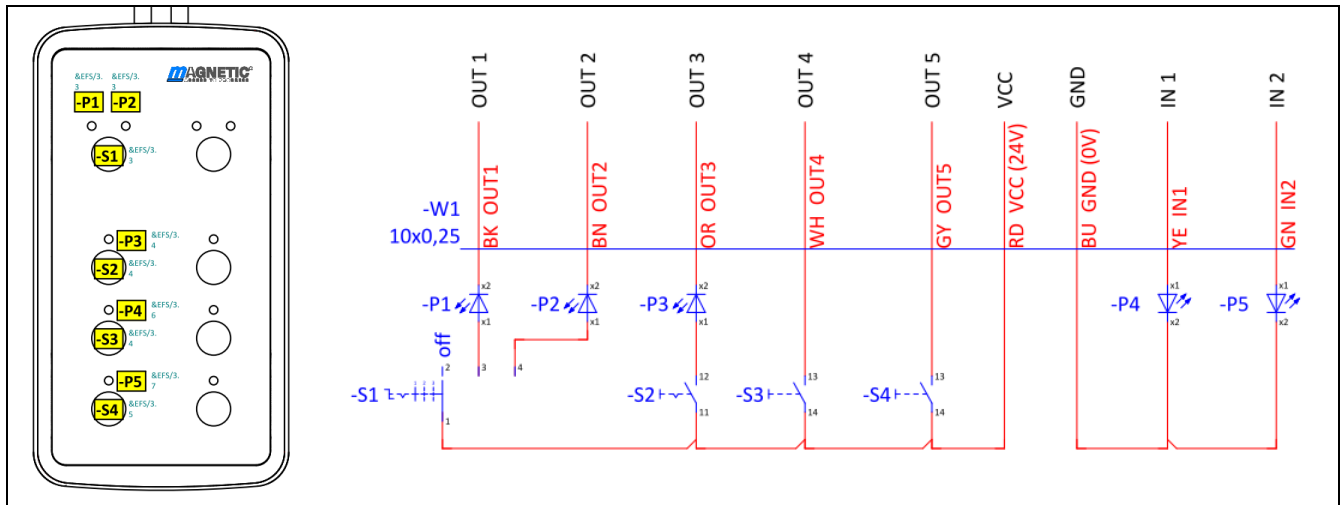 &EFS/3. &EFS/3.
3 3
mAGNETIC
-P1 -P2
-S1 &EFS/3.
3
-P3 &EFS/3.
4
-S2 &EFS/3.
4
-P4 &EFS/3.
6
-S3 &EFS/3.
4
-P5 &EFS/3.
7
-S4 &EFS/3.
5
OUT 1 OUT 2 OUT 3 OUT 4 OUT 5 VCC GND IN 1 IN 2
-W1
10x0,25
BK OUT1 BN OUT2 OR OUT3 WH OUT4 GY OUT5 RD VCC (24V) BU GND (0V) YE IN1 GN IN2
x2 x2 x2 x1 x1
-P1 -P2 -P3 -P4 -P5
x1 x1 x1 x2 x2
off
2 3 4 12 13 13
-S1 -S2 -S3 -S4
1 11 14 14